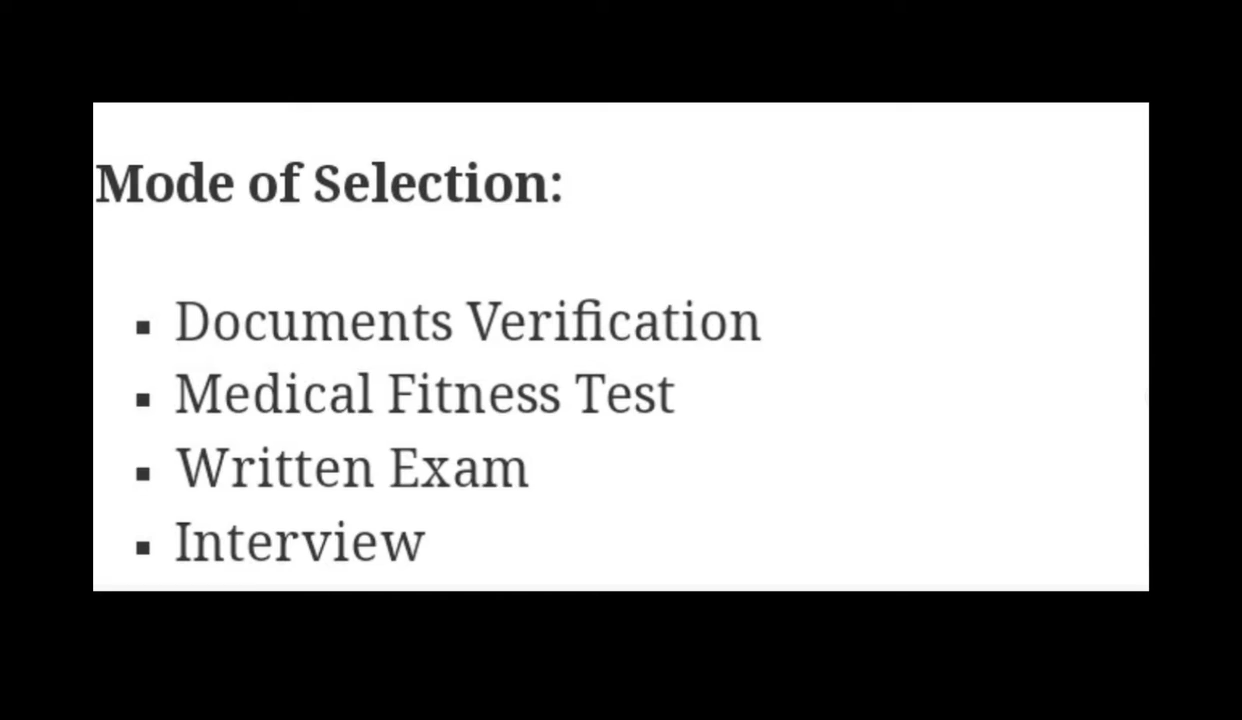 Mode of Selection:
▪ Documents Verification
▪ Medical Fitness Test
▪ Written Exam
▪ Interview